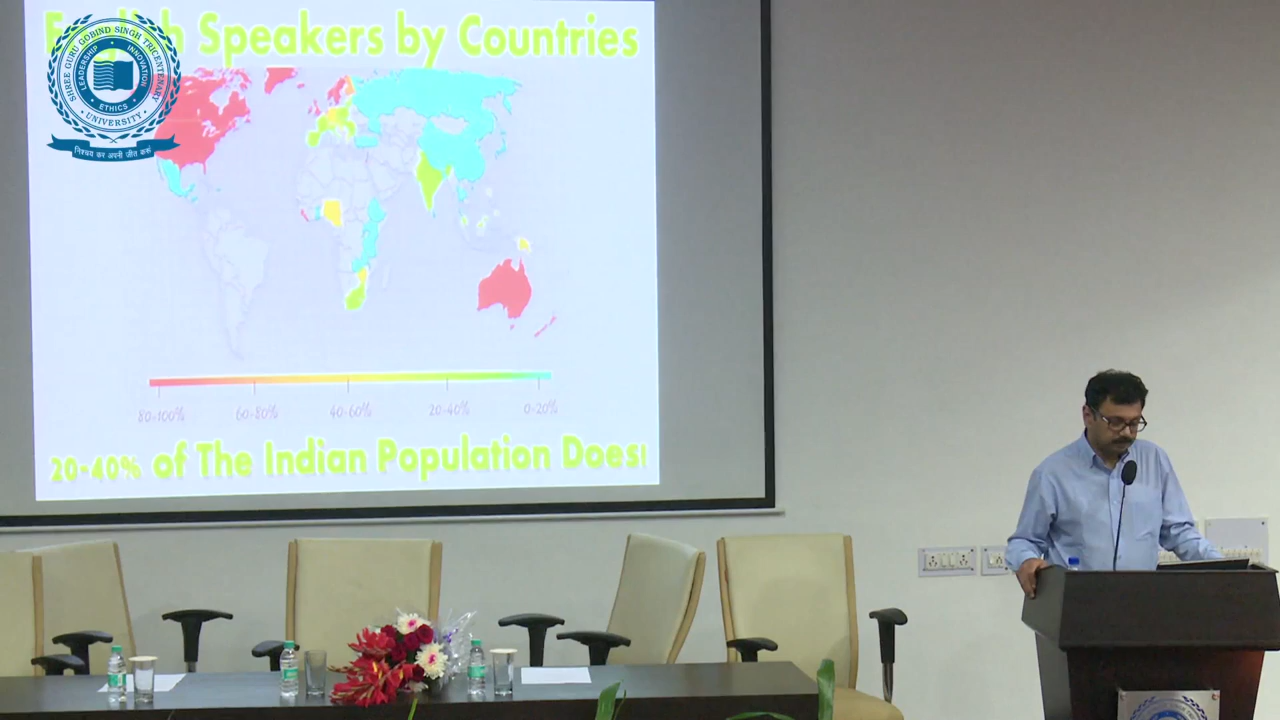 English Speakers by Countries
SHREE GURU GOBIND SINGH TRICENTENARY
LEADERSHIP · INNOVATION
· ETHICS ·
· UNIVERSITY ·
निश्चय कर अपनी जीत करूं
80-100% 60-80% 40-60% 20-40% 0-20%
20-40% of The Indian Population Does